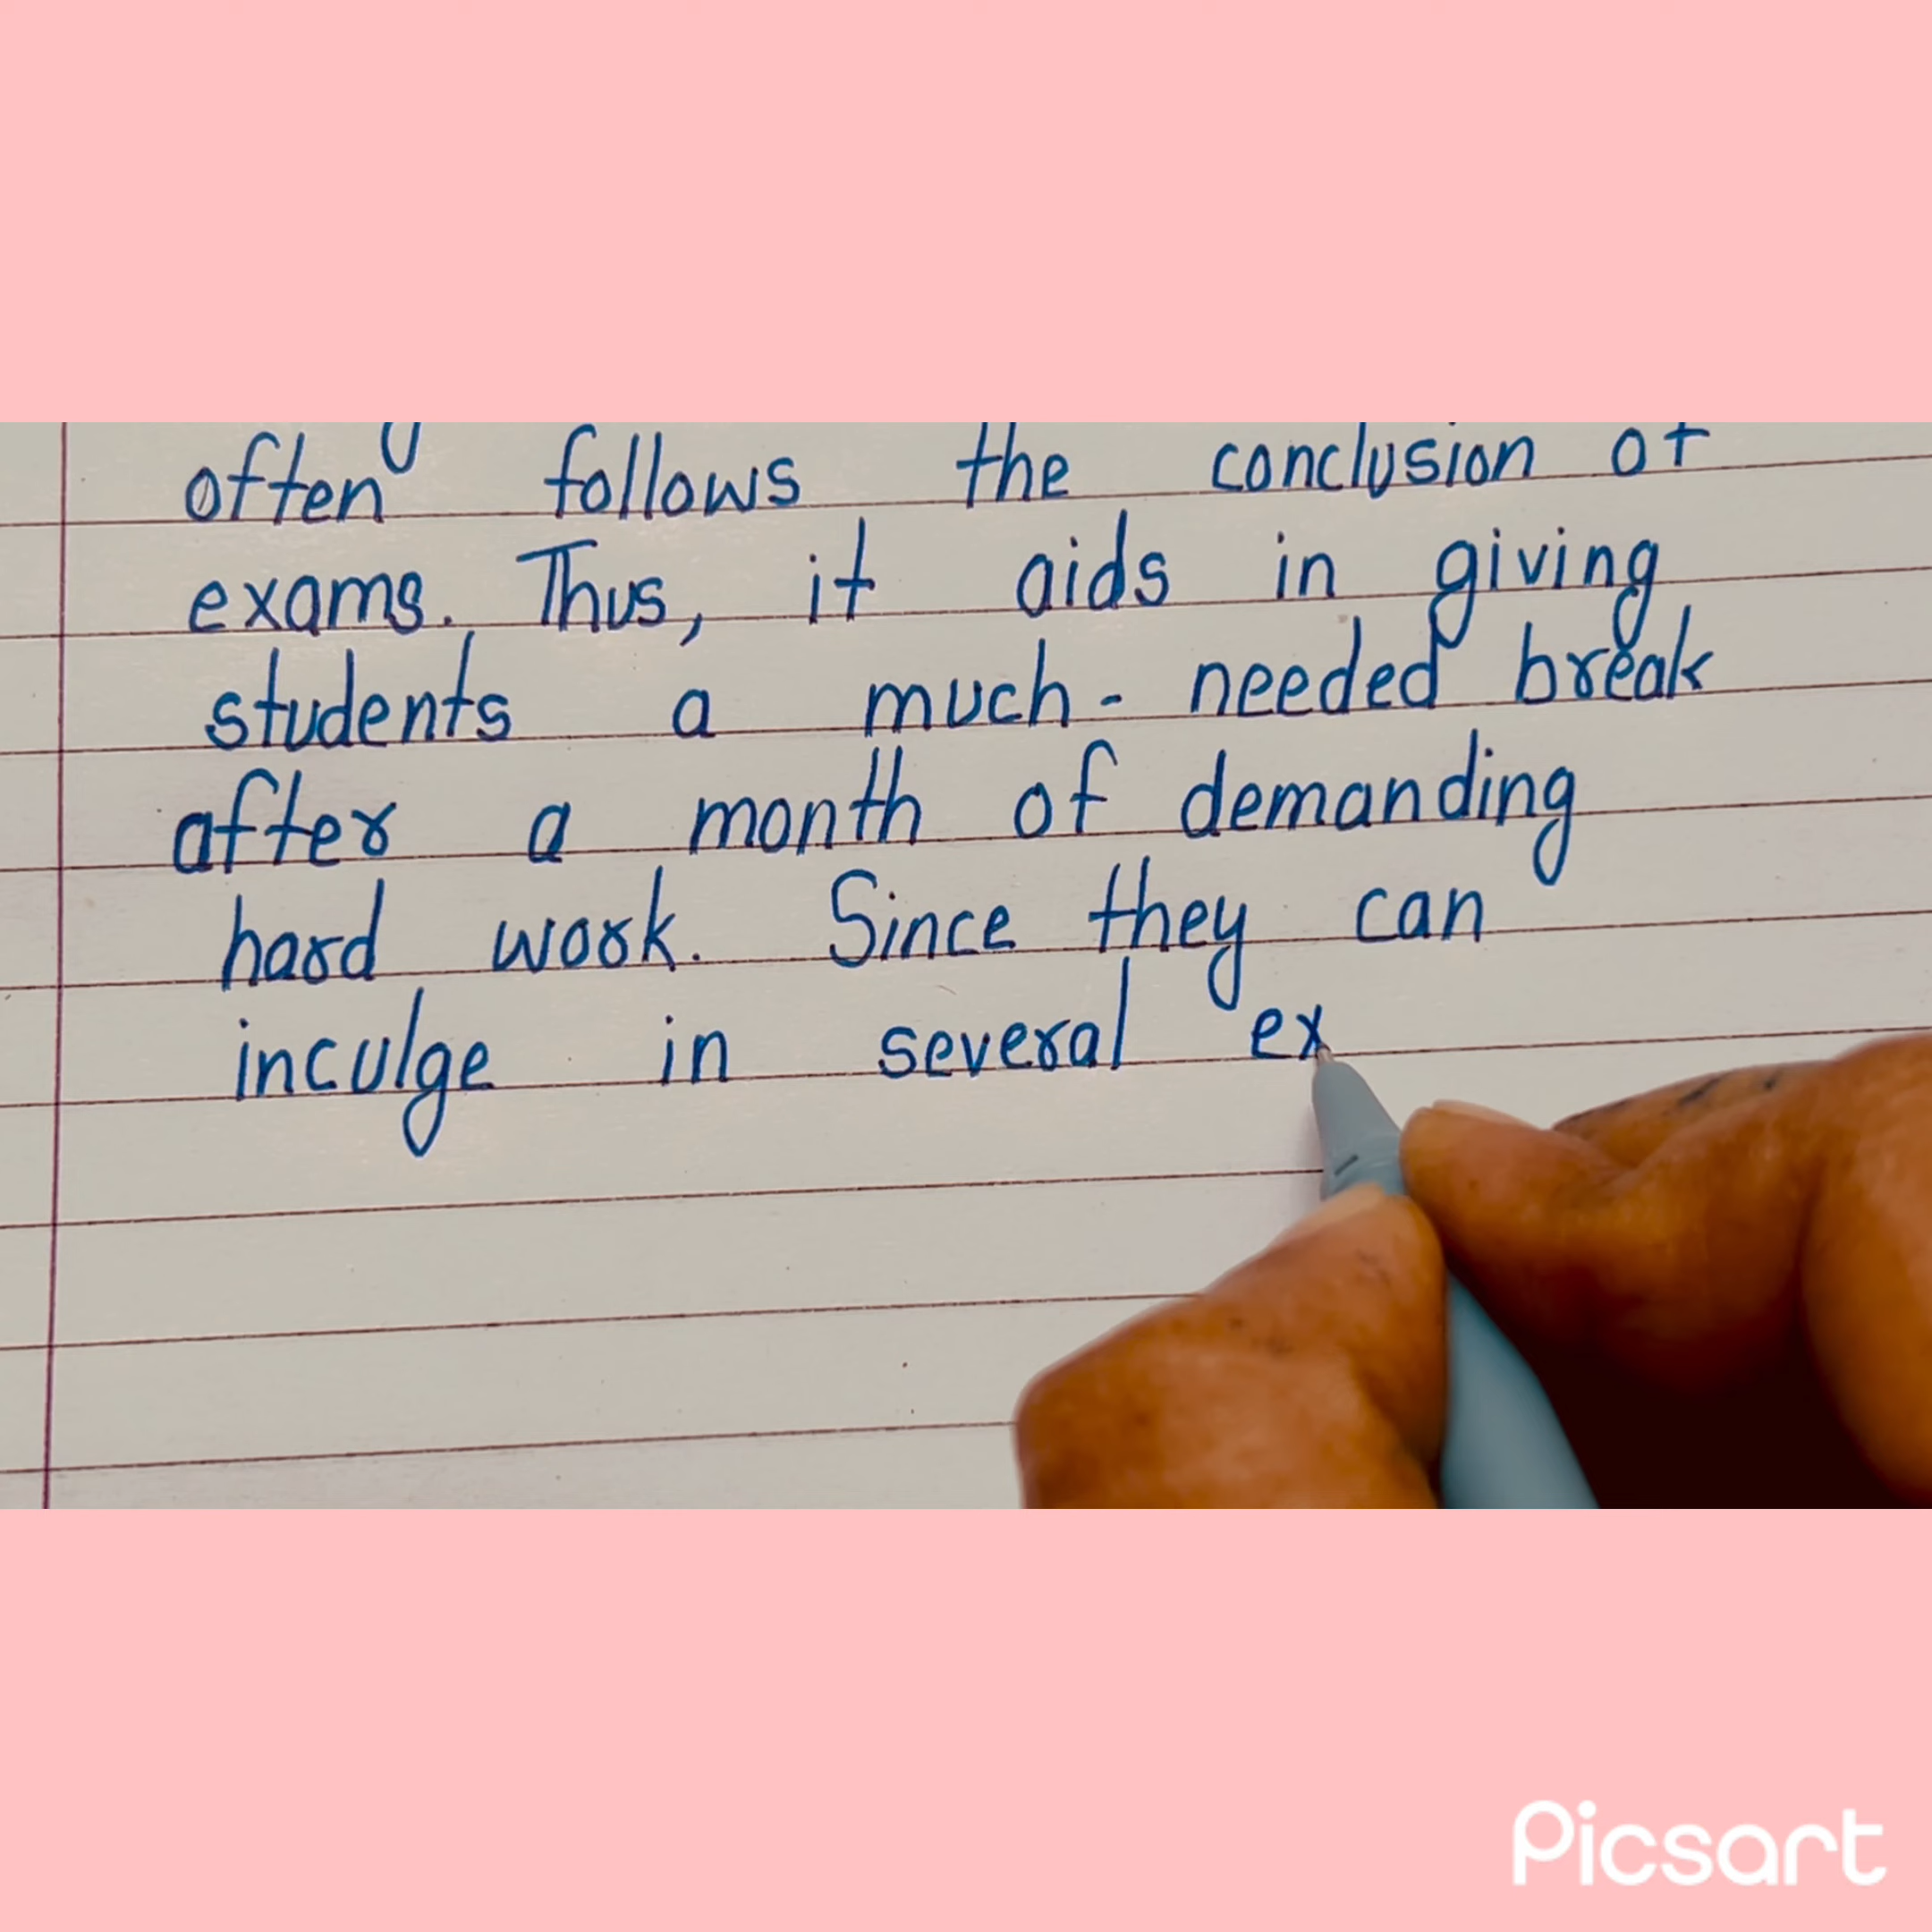 often follows the conclusion of
exams. Thus, it aids in giving
students a much- needed break
after a month of demanding
hard work. Since they can
inculge in several ex
Picsart